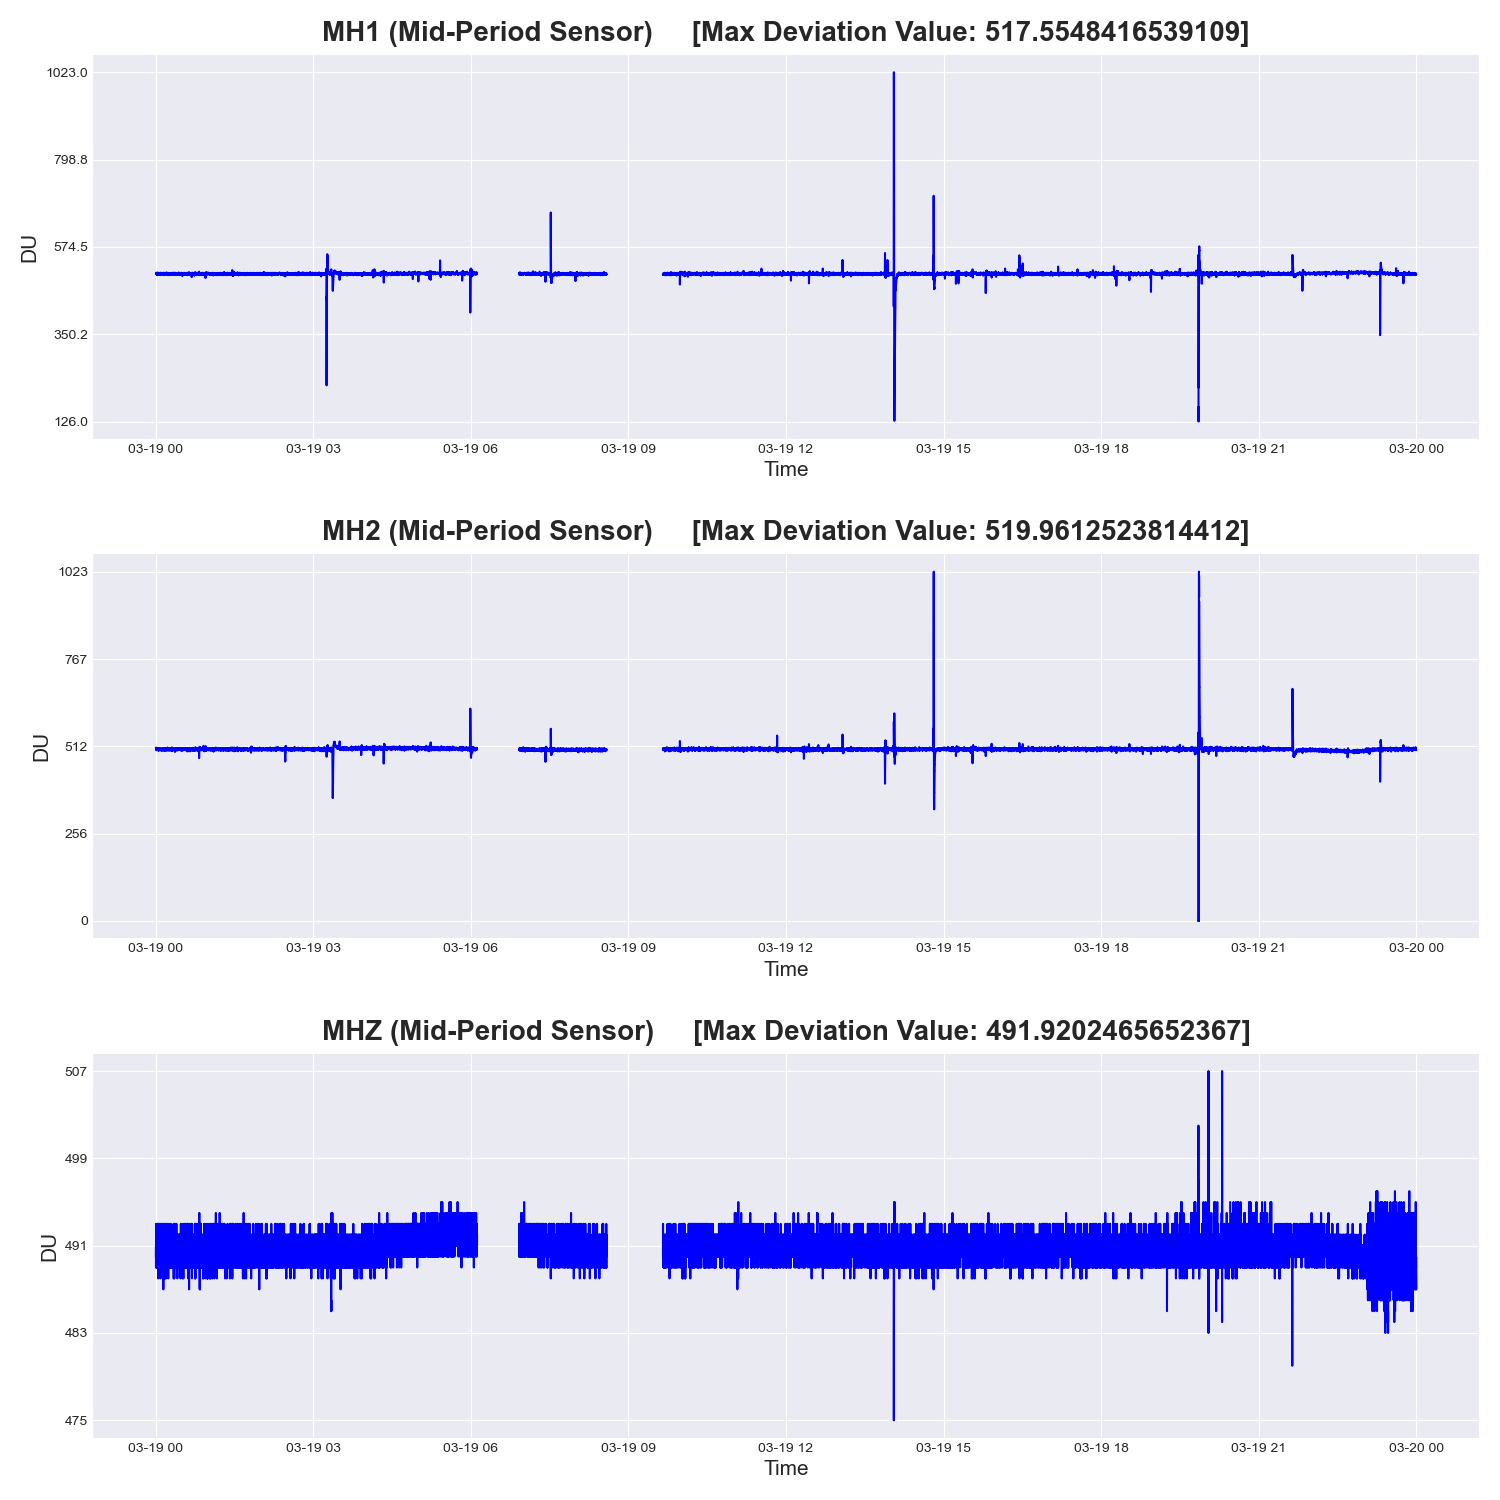 MH1 (Mid-Period Sensor) [Max Deviation Value: 517.5548416539109]
1023.0
798.8
574.5
350.2
126.0
DU
03-19 00 03-19 03 03-19 06 03-19 09 03-19 12 03-19 15 03-19 18 03-19 21 03-20 00
Time
MH2 (Mid-Period Sensor) [Max Deviation Value: 519.9612523814412]
1023
767
512
256
0
DU
03-19 00 03-19 03 03-19 06 03-19 09 03-19 12 03-19 15 03-19 18 03-19 21 03-20 00
Time
MHZ (Mid-Period Sensor) [Max Deviation Value: 491.9202465652367]
507
499
491
483
475
DU
03-19 00 03-19 03 03-19 06 03-19 09 03-19 12 03-19 15 03-19 18 03-19 21 03-20 00
Time